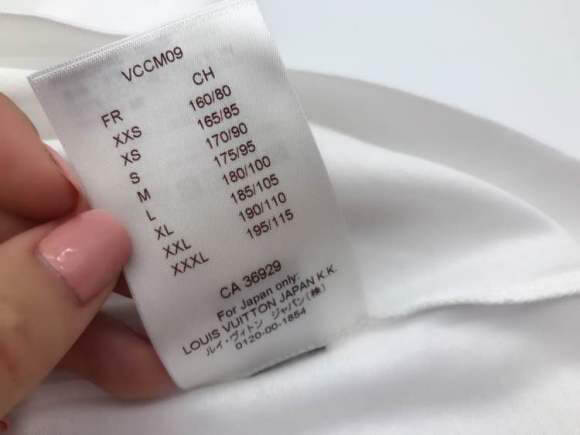 VCCM09
FR CH
XXS 160/80
XS 165/85
S 170/90
M 175/95
L 180/100
XL 185/105
XXL 190/110
XXXL 195/115
CA 36929
For Japan only:
LOUIS VUITTON JAPAN K.K.
ルイ・ヴィトン ジャパン(株)
0120-00-1854